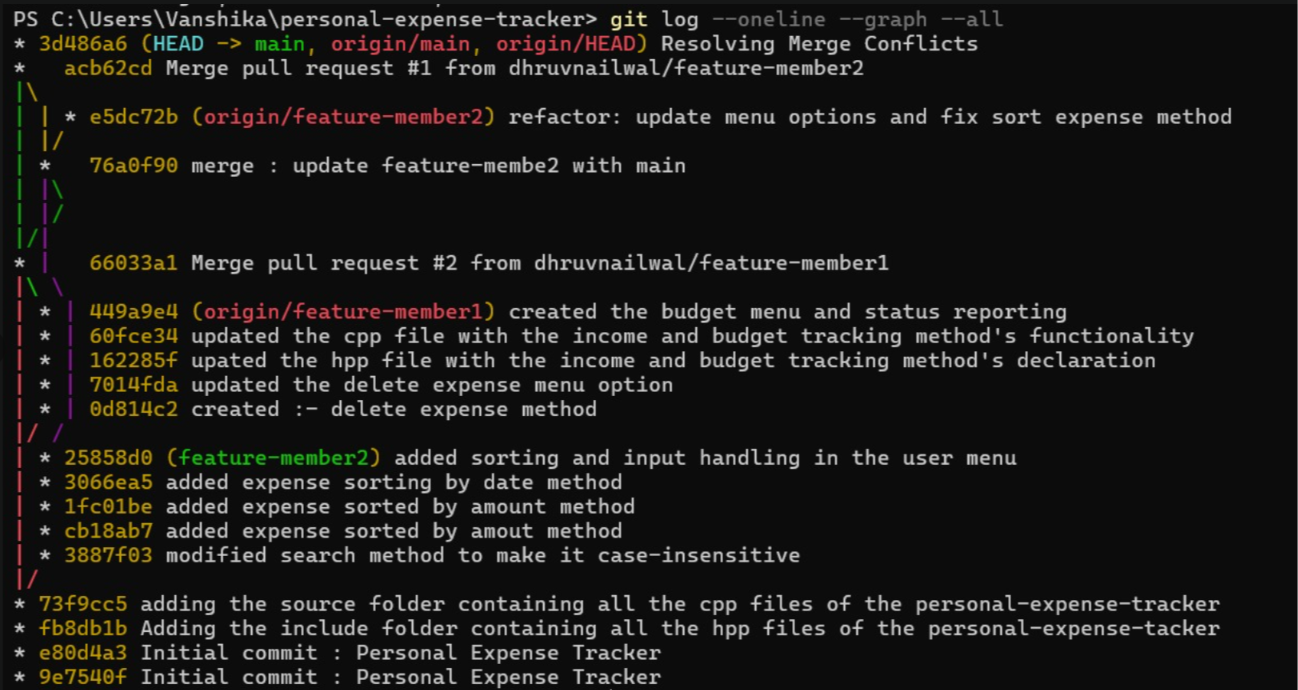 PS C:\Users\Vanshika\personal-expense-tracker> git log --oneline --graph --all
* 3d486a6 (HEAD -> main, origin/main, origin/HEAD) Resolving Merge Conflicts
*   acb62cd Merge pull request #1 from dhruvnailwal/feature-member2
|\
| | * e5dc72b (origin/feature-member2) refactor: update menu options and fix sort expense method
| |/
| *   76a0f90 merge : update feature-membe2 with main
| |\
| |/
|/|
* |   66033a1 Merge pull request #2 from dhruvnailwal/feature-member1
|\ \
| * | 449a9e4 (origin/feature-member1) created the budget menu and status reporting
| * | 60fce34 updated the cpp file with the income and budget tracking method's functionality
| * | 162285f upated the hpp file with the income and budget tracking method's declaration
| * | 7014fda updated the delete expense menu option
| * | 0d814c2 created :- delete expense method
|/ /
| * 25858d0 (feature-member2) added sorting and input handling in the user menu
| * 3066ea5 added expense sorting by date method
| * 1fc01be added expense sorted by amount method
| * cb18ab7 added expense sorted by amout method
| * 3887f03 modified search method to make it case-insensitive
|/
* 73f9cc5 adding the source folder containing all the cpp files of the personal-expense-tracker
* fb8db1b Adding the include folder containing all the hpp files of the personal-expense-tacker
* e80d4a3 Initial commit : Personal Expense Tracker
* 9e7540f Initial commit : Personal Expense Tracker